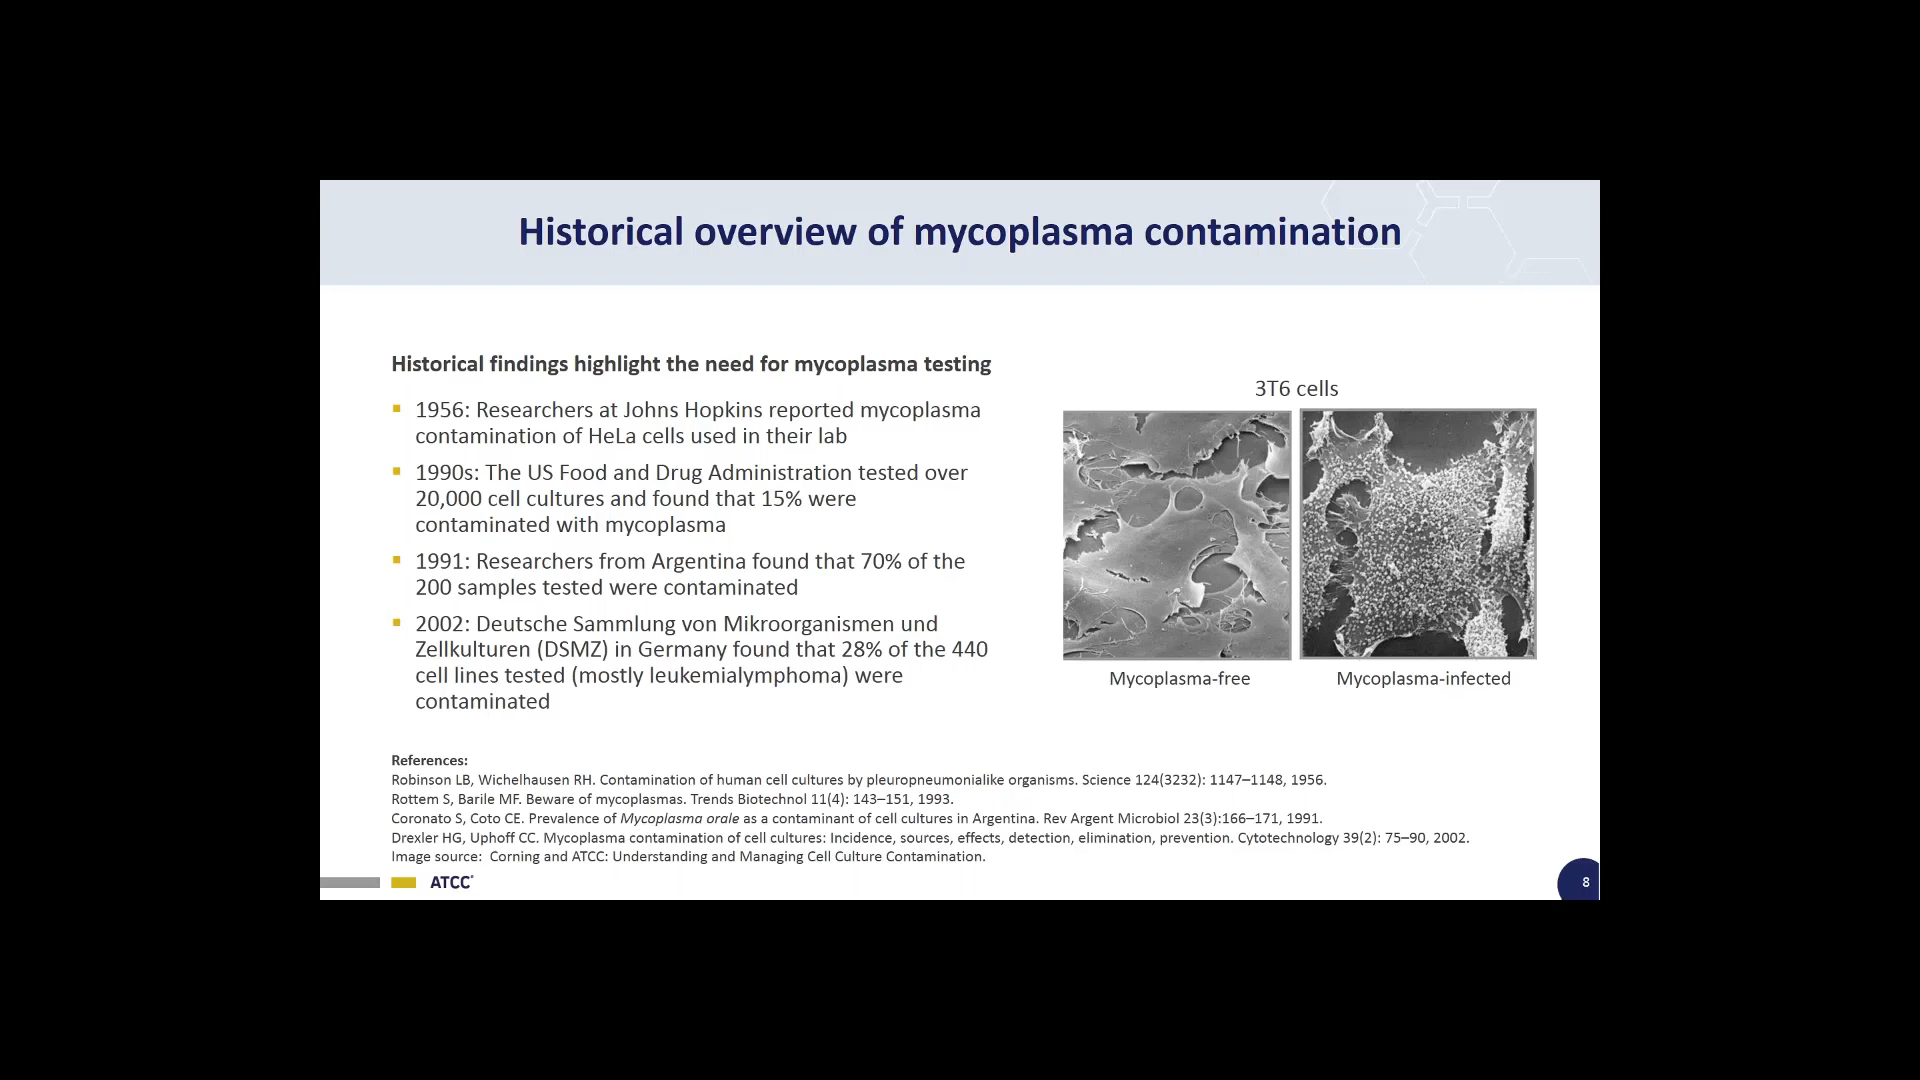 Historical overview of mycoplasma contamination
Historical findings highlight the need for mycoplasma testing
▪ 1956: Researchers at Johns Hopkins reported mycoplasma
contamination of HeLa cells used in their lab
▪ 1990s: The US Food and Drug Administration tested over
20,000 cell cultures and found that 15% were
contaminated with mycoplasma
▪ 1991: Researchers from Argentina found that 70% of the
200 samples tested were contaminated
▪ 2002: Deutsche Sammlung von Mikroorganismen und
Zellkulturen (DSMZ) in Germany found that 28% of the 440
cell lines tested (mostly leukemialymphoma) were
contaminated
3T6 cells
Mycoplasma-free
Mycoplasma-infected
References:
Robinson LB, Wichelhausen RH. Contamination of human cell cultures by pleuropneumonialike organisms. Science 124(3232): 1147–1148, 1956.
Rottem S, Barile MF. Beware of mycoplasmas. Trends Biotechnol 11(4): 143–151, 1993.
Coronato S, Coto CE. Prevalence of Mycoplasma orale as a contaminant of cell cultures in Argentina. Rev Argent Microbiol 23(3):166–171, 1991.
Drexler HG, Uphoff CC. Mycoplasma contamination of cell cultures: Incidence, sources, effects, detection, elimination, prevention. Cytotechnology 39(2): 75–90, 2002.
Image source:  Corning and ATCC: Understanding and Managing Cell Culture Contamination.
ATCC®
8